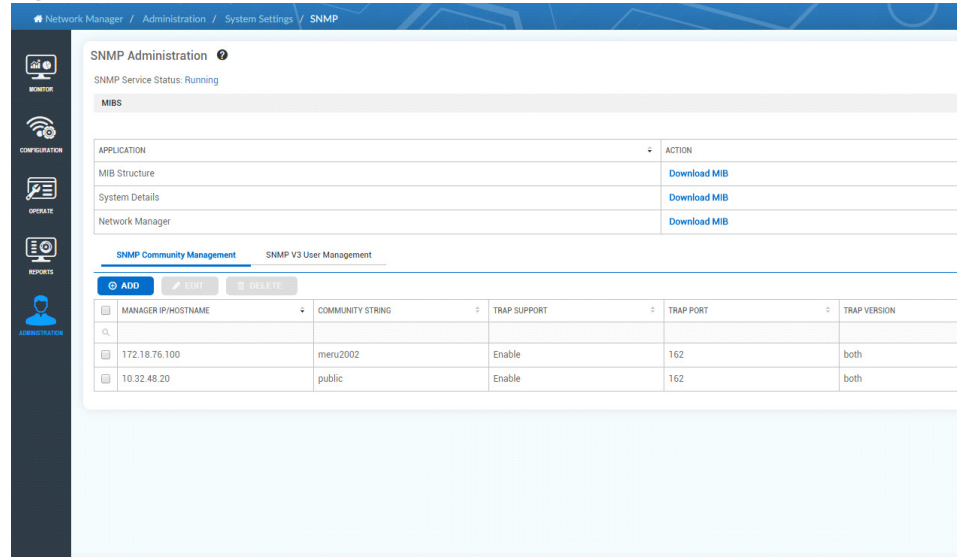 Network Manager / Administration / System Settings / SNMP
MONITOR
CONFIGURATION
OPERATE
REPORTS
ADMINISTRATION
SNMP Administration ?
SNMP Service Status: Running
MIBS
APPLICATION ACTION
MIB Structure Download MIB
System Details Download MIB
Network Manager Download MIB
SNMP Community Management SNMP V3 User Management
ADD EDIT DELETE
MANAGER IP/HOSTNAME COMMUNITY STRING TRAP SUPPORT TRAP PORT TRAP VERSION
172.18.76.100 meru2002 Enable 162 both
10.32.48.20 public Enable 162 both